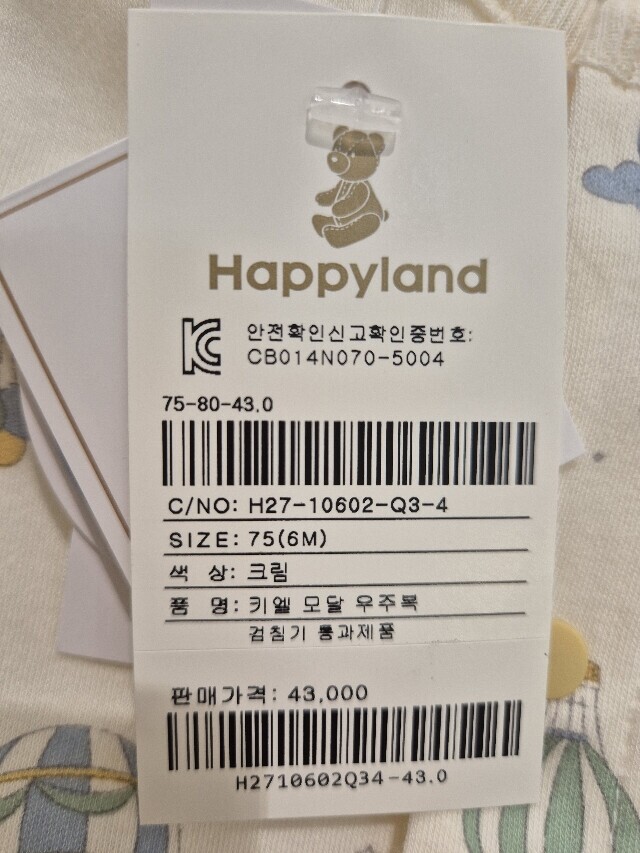 Happyland
안전확인신고확인증번호:
CB014N070-5004
75-80-43.0
C/NO: H27-10602-Q3-4
SIZE: 75(6M)
색 상: 크림
품 명: 키엘 모달 우주복
검침기 통과제품
판매가격: 43,000
H2710602Q34-43.0